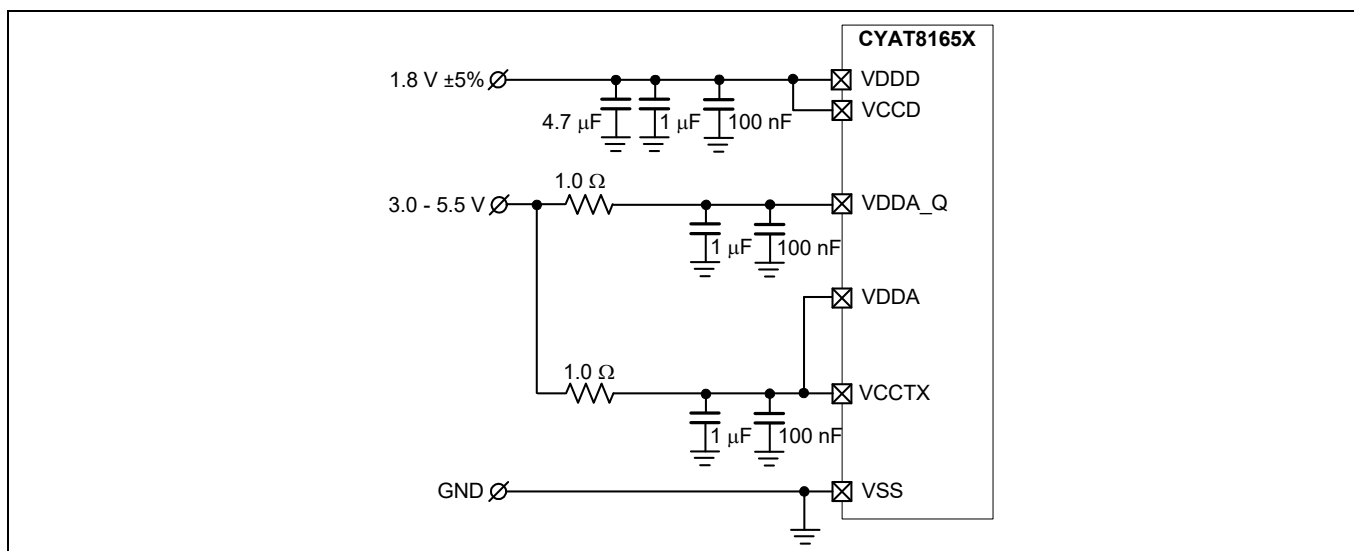 CYAT8165X
1.8 V ±5%
VDDD
VCCD
4.7 μF
1 μF
100 nF
1.0 Ω
3.0 - 5.5 V
VDDA_Q
1 μF
100 nF
VDDA
1.0 Ω
VCCTX
1 μF
100 nF
GND
VSS